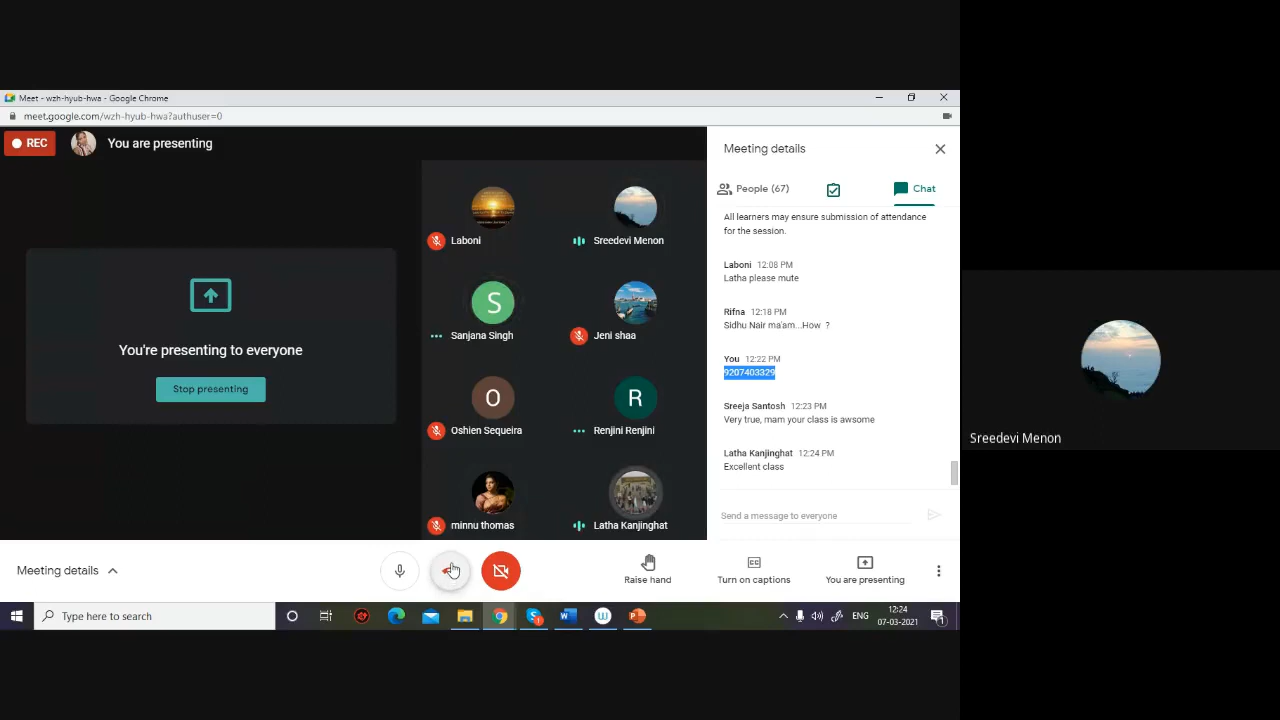 Meet - wzh-hyub-hwa - Google Chrome
meet.google.com/wzh-hyub-hwa?authuser=0
REC
You are presenting
You're presenting to everyone
Stop presenting
Laboni
Sreedevi Menon
S
Sanjana Singh
Jeni shaa
O
Oshien Sequeira
R
Renjini Renjini
minnu thomas
Latha Kanjinghat
Meeting details
People (67)
Chat
All learners may ensure submission of attendance
for the session.
Laboni 12:08 PM
Latha please mute
Rifna 12:18 PM
Sidhu Nair ma'am...How ?
You 12:22 PM
9207403329
Sreeja Santosh 12:23 PM
Very true, mam your class is awsome
Latha Kanjinghat 12:24 PM
Excellent class
Send a message to everyone
Meeting details
Raise hand
Turn on captions
You are presenting
Type here to search
ENG
12:24
07-03-2021
Sreedevi Menon